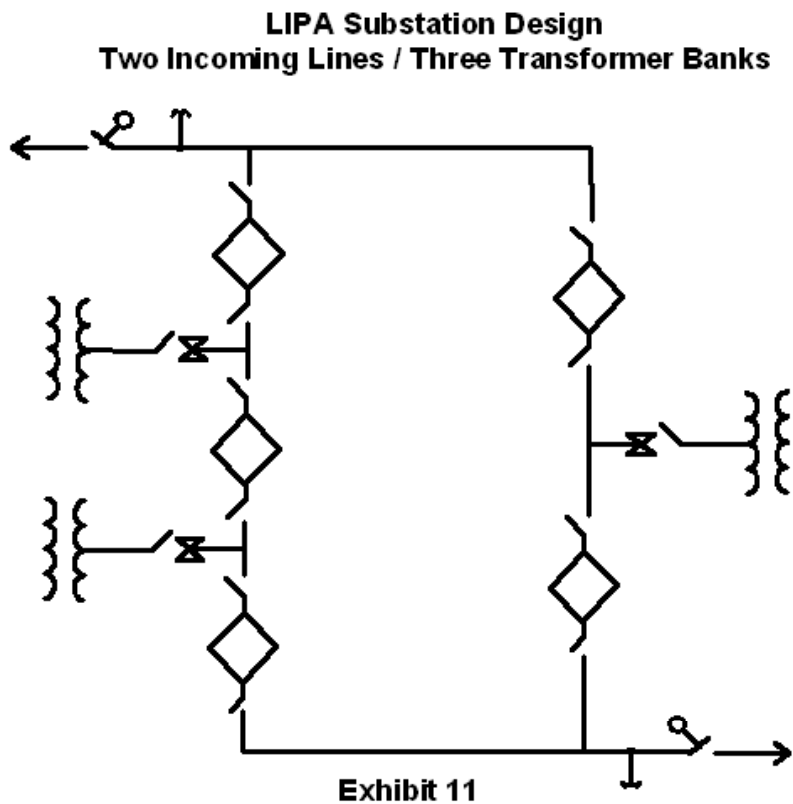 LIPA Substation Design
Two Incoming Lines / Three Transformer Banks
Exhibit 11